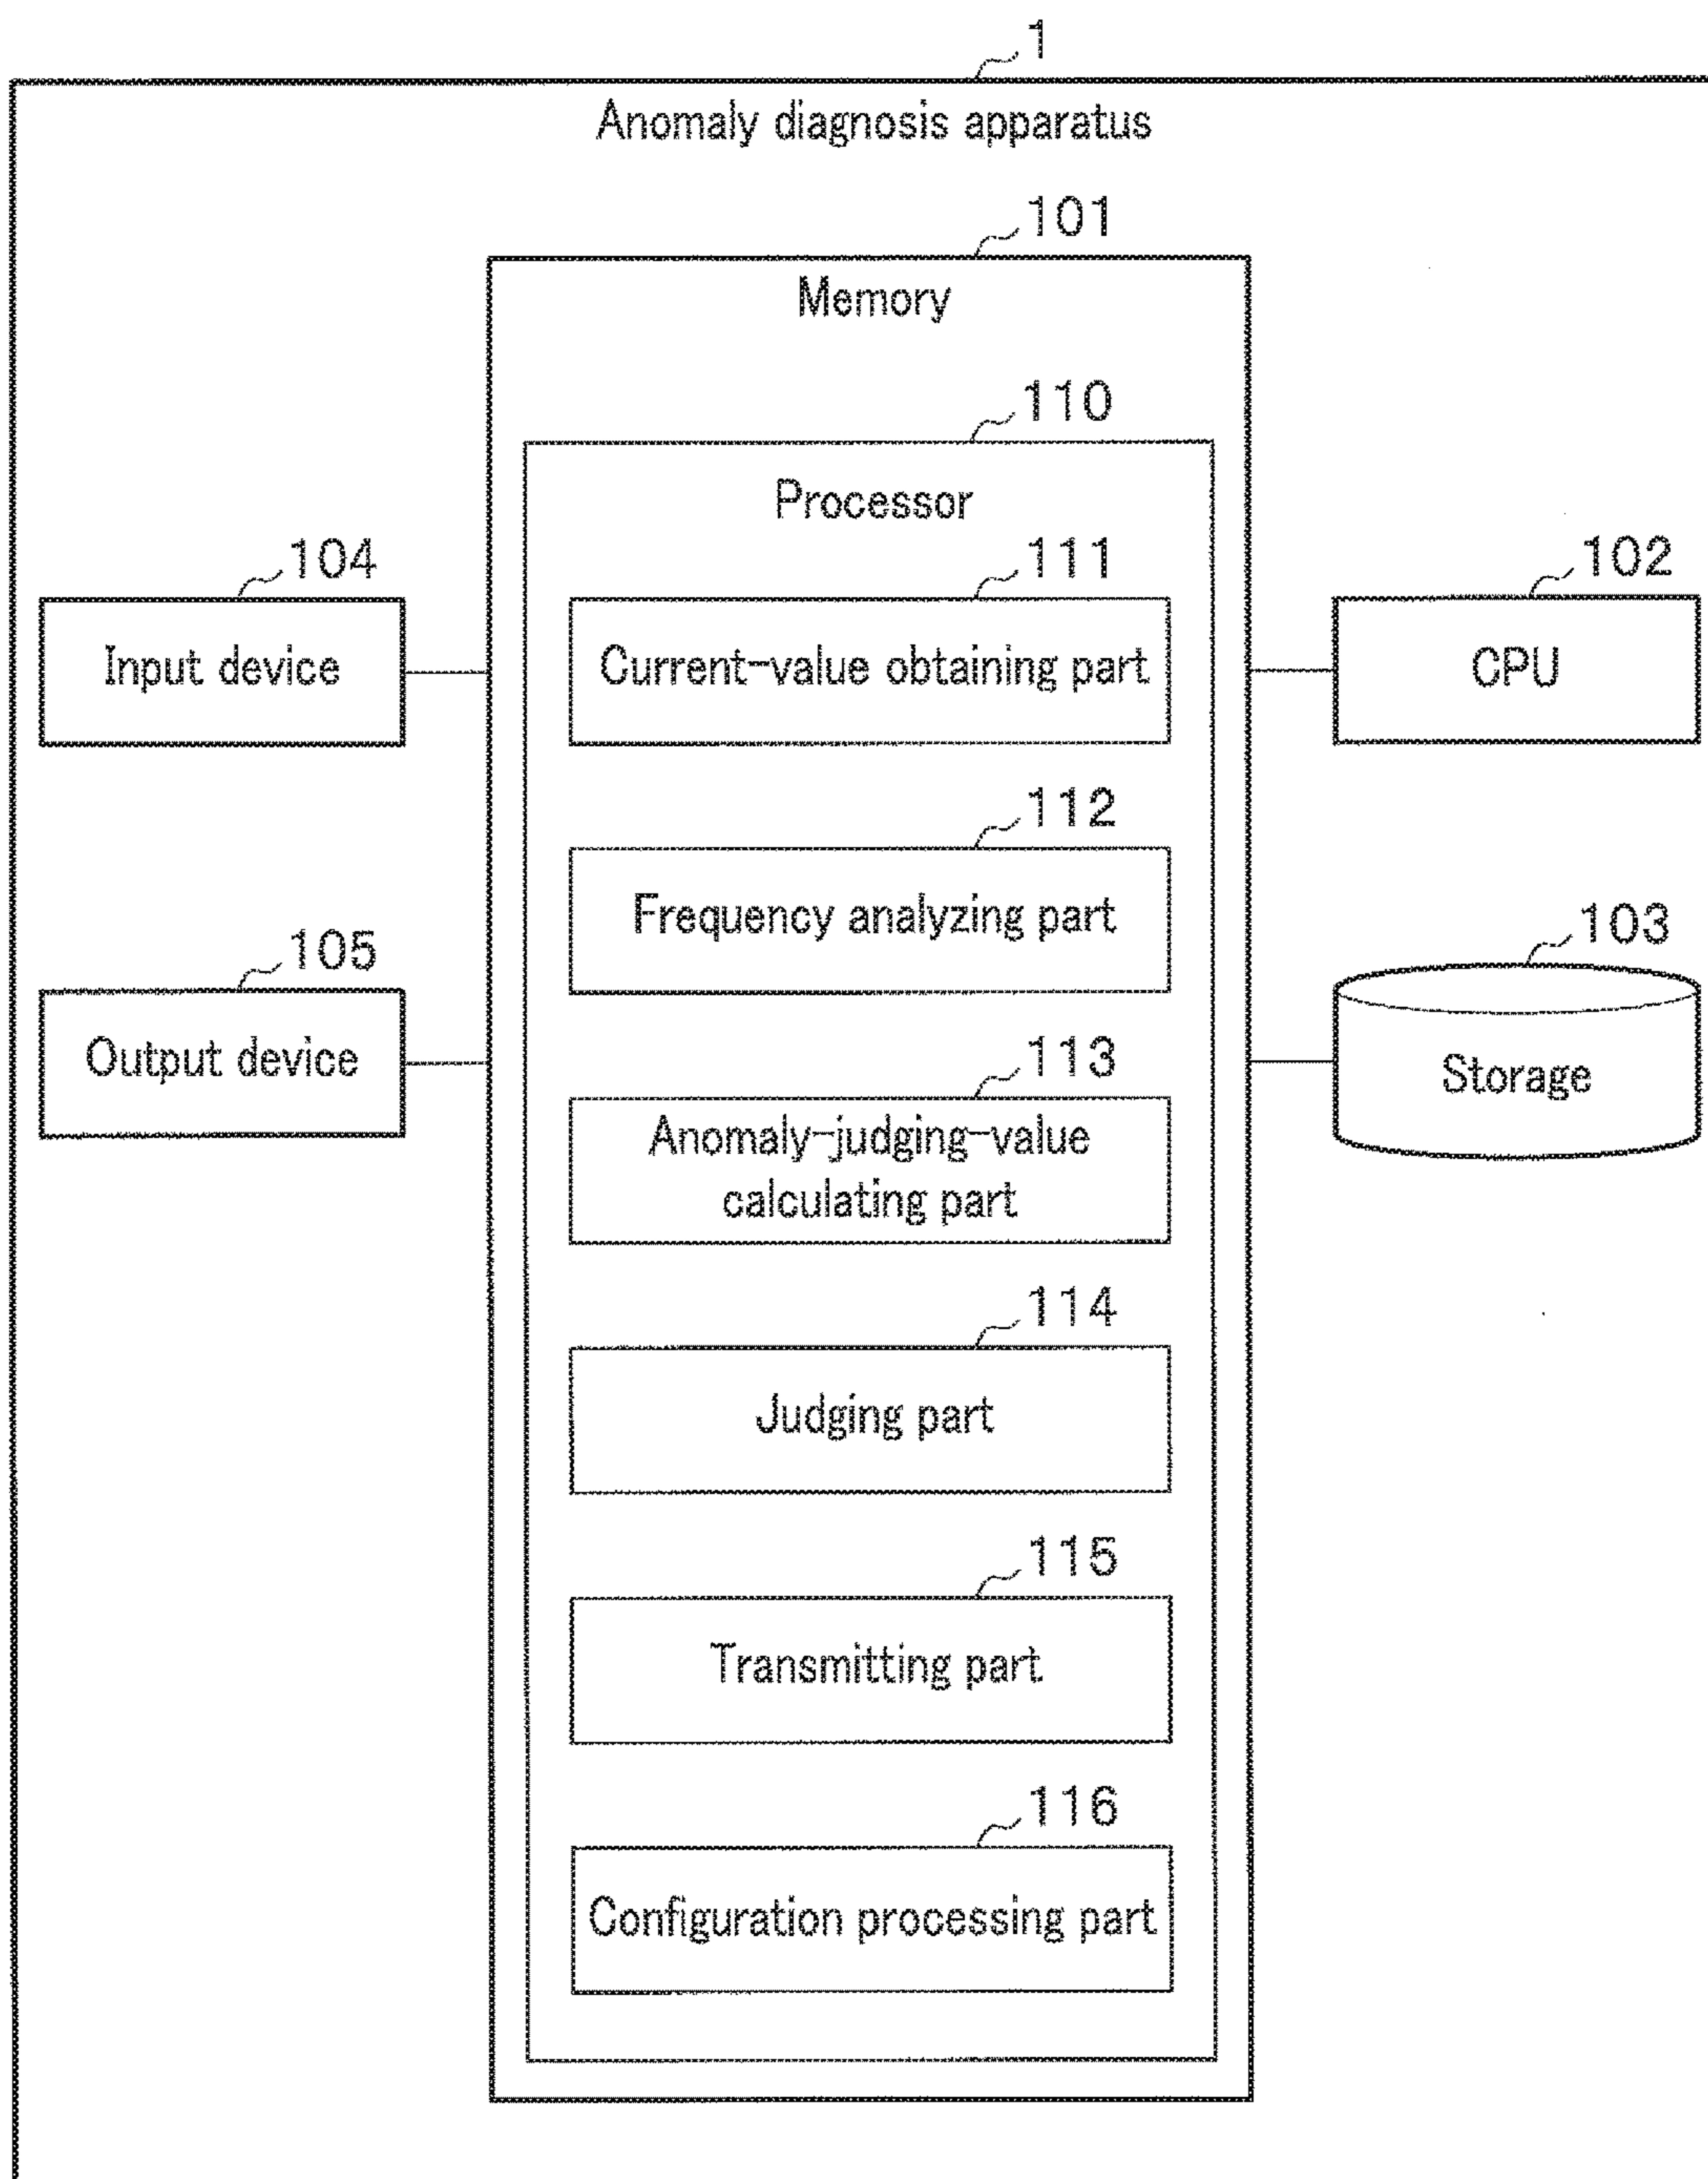 1
Anomaly diagnosis apparatus
101
Memory
110
Processor
104
Input device
111
Current-value obtaining part
102
CPU
112
Frequency analyzing part
105
Output device
103
Storage
113
Anomaly-judging-value
calculating part
114
Judging part
115
Transmitting part
116
Configuration processing part